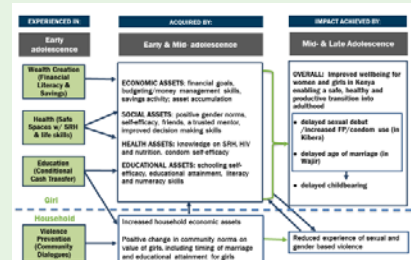 EXPERIENCED IN:
Early
adolescence
Wealth Creation
(Financial
Literacy &
Savings)
Health (Safe
Spaces w/ SRH
& life skills)
Education
(Conditional
Cash Transfer)
Girl
Household
Violence
Prevention
(Community
Dialogues)
ACQUIRED BY:
Early & Mid adolescence
ECONOMIC ASSETS: financial goals,
budgeting/money management skills,
savings activity; asset accumulation
SOCIAL ASSETS: positive gender norms,
self-efficacy, friends, a trusted mentor,
improved decision making skills
HEALTH ASSETS: knowledge on SRH, HIV
and nutrition, condom self-efficacy
EDUCATIONAL ASSETS: schooling self-
efficacy, educational attainment, literacy
and numeracy skills
Increased household economic assets
Positive change in community norms on
value of girls, including timing of marriage
and educational attainment for girls
IMPACT ACHIEVED BY:
Mid- & Late Adolescence
OVERALL: Improved wellbeing for
women and girls in Kenya
enabling a safe, healthy and
productive transition into
adulthood
delayed sexual debut
/increased FP/condom use (in
Kibera)
delayed age of marriage (in
Wajir)
delayed childbearing
Reduced experience of sexual and
gender based violence